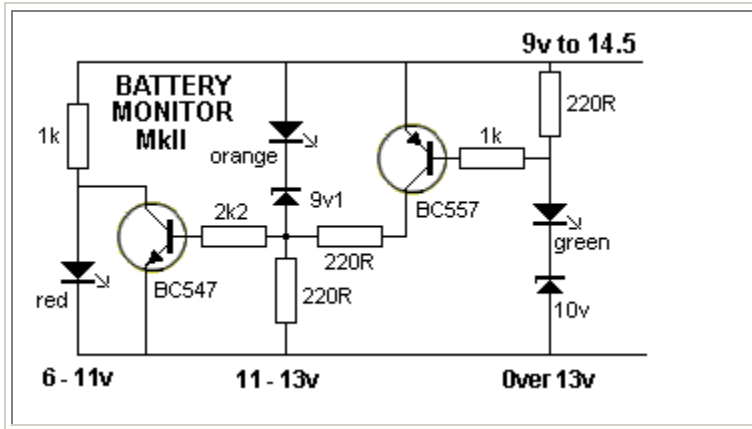 9v to 14.5
BATTERY
MONITOR
MkII
220R
1k
orange
1k
2k2
9v1
BC557
green
220R
red
BC547
220R
10v
6 - 11v
11 - 13v
Over 13v